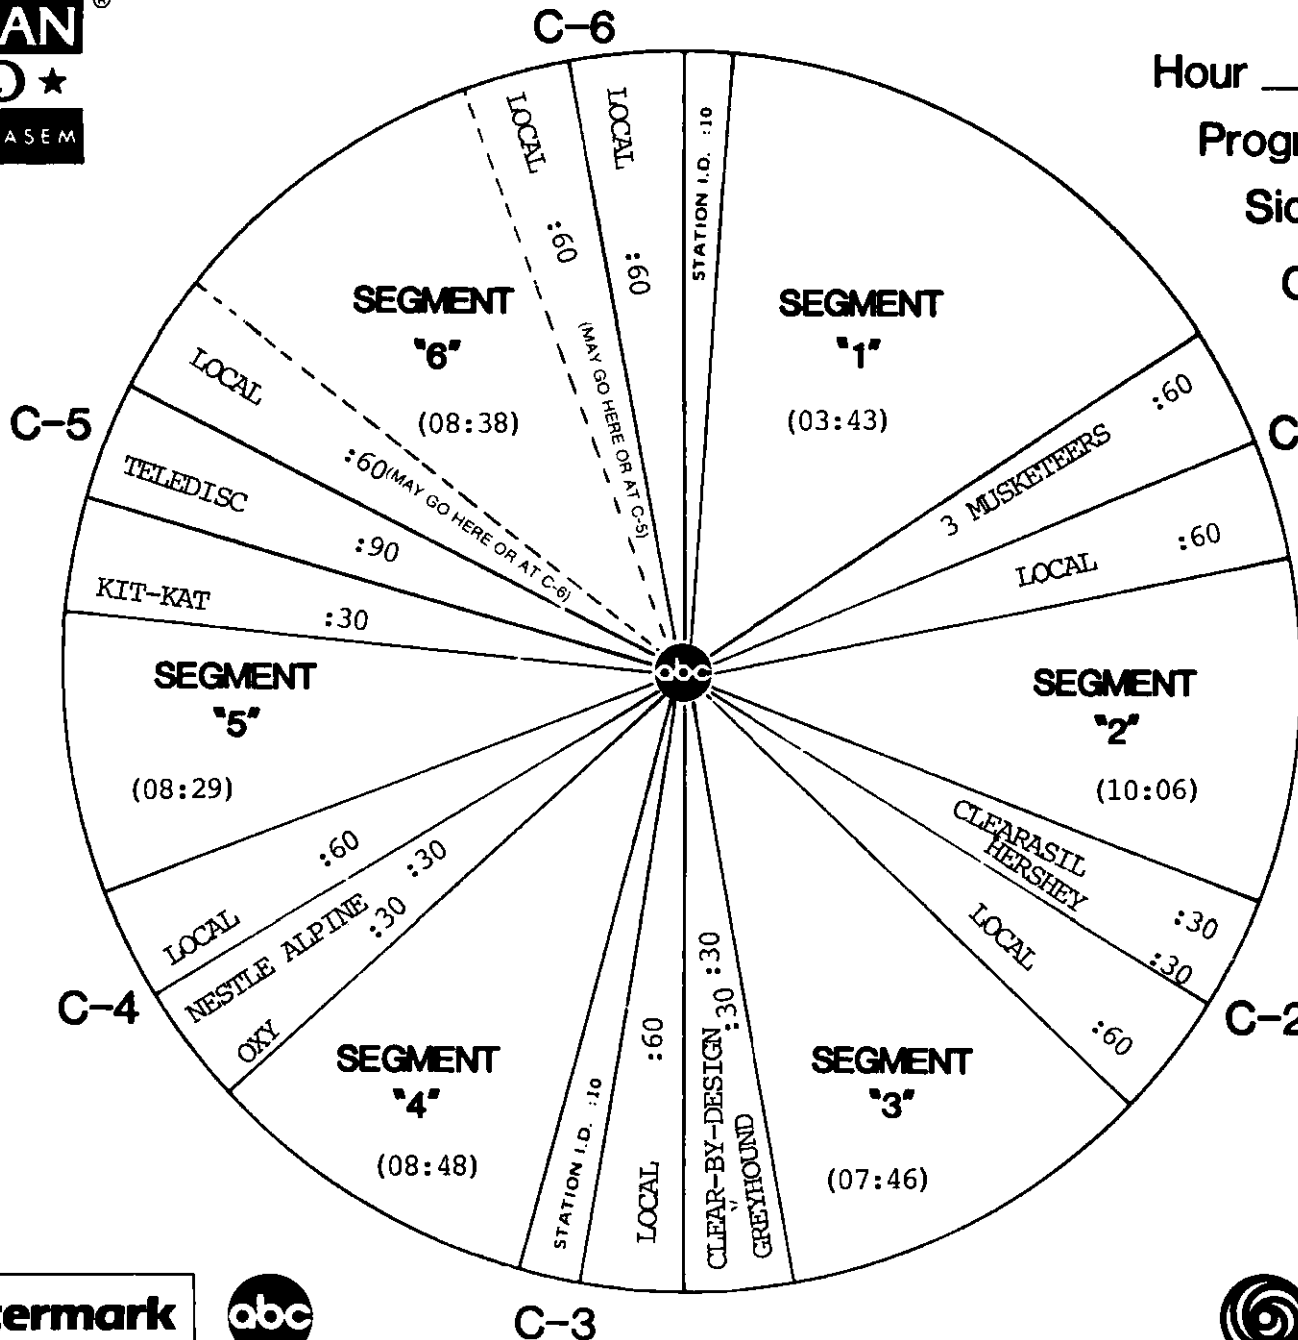 AN ®
ASEM
C-6
Hour
LOCAL :60
LOCAL :60
(MAY GO HERE OR AT C-5)
STATION I.D. :10
SEGMENT
"1"
(03:43)
3 MUSKETEERS :60
LOCAL :60
SEGMENT
"2"
(10:06)
CLEARASIL :30
HERSHEY :30
C-2
LOCAL :60
SEGMENT
"3"
(07:46)
GREYHOUND :30
CLEAR-BY-DESIGN :30
C-3
LOCAL :60
STATION I.D. :10
SEGMENT
"4"
(08:48)
OXY :30
NESTLE ALPINE :30
C-4
LOCAL :60
SEGMENT
"5"
(08:29)
KIT-KAT :30
TELEDISC :90
C-5
LOCAL :60 (MAY GO HERE OR AT C-6)
SEGMENT
"6"
(08:38)
abc
termark
abc